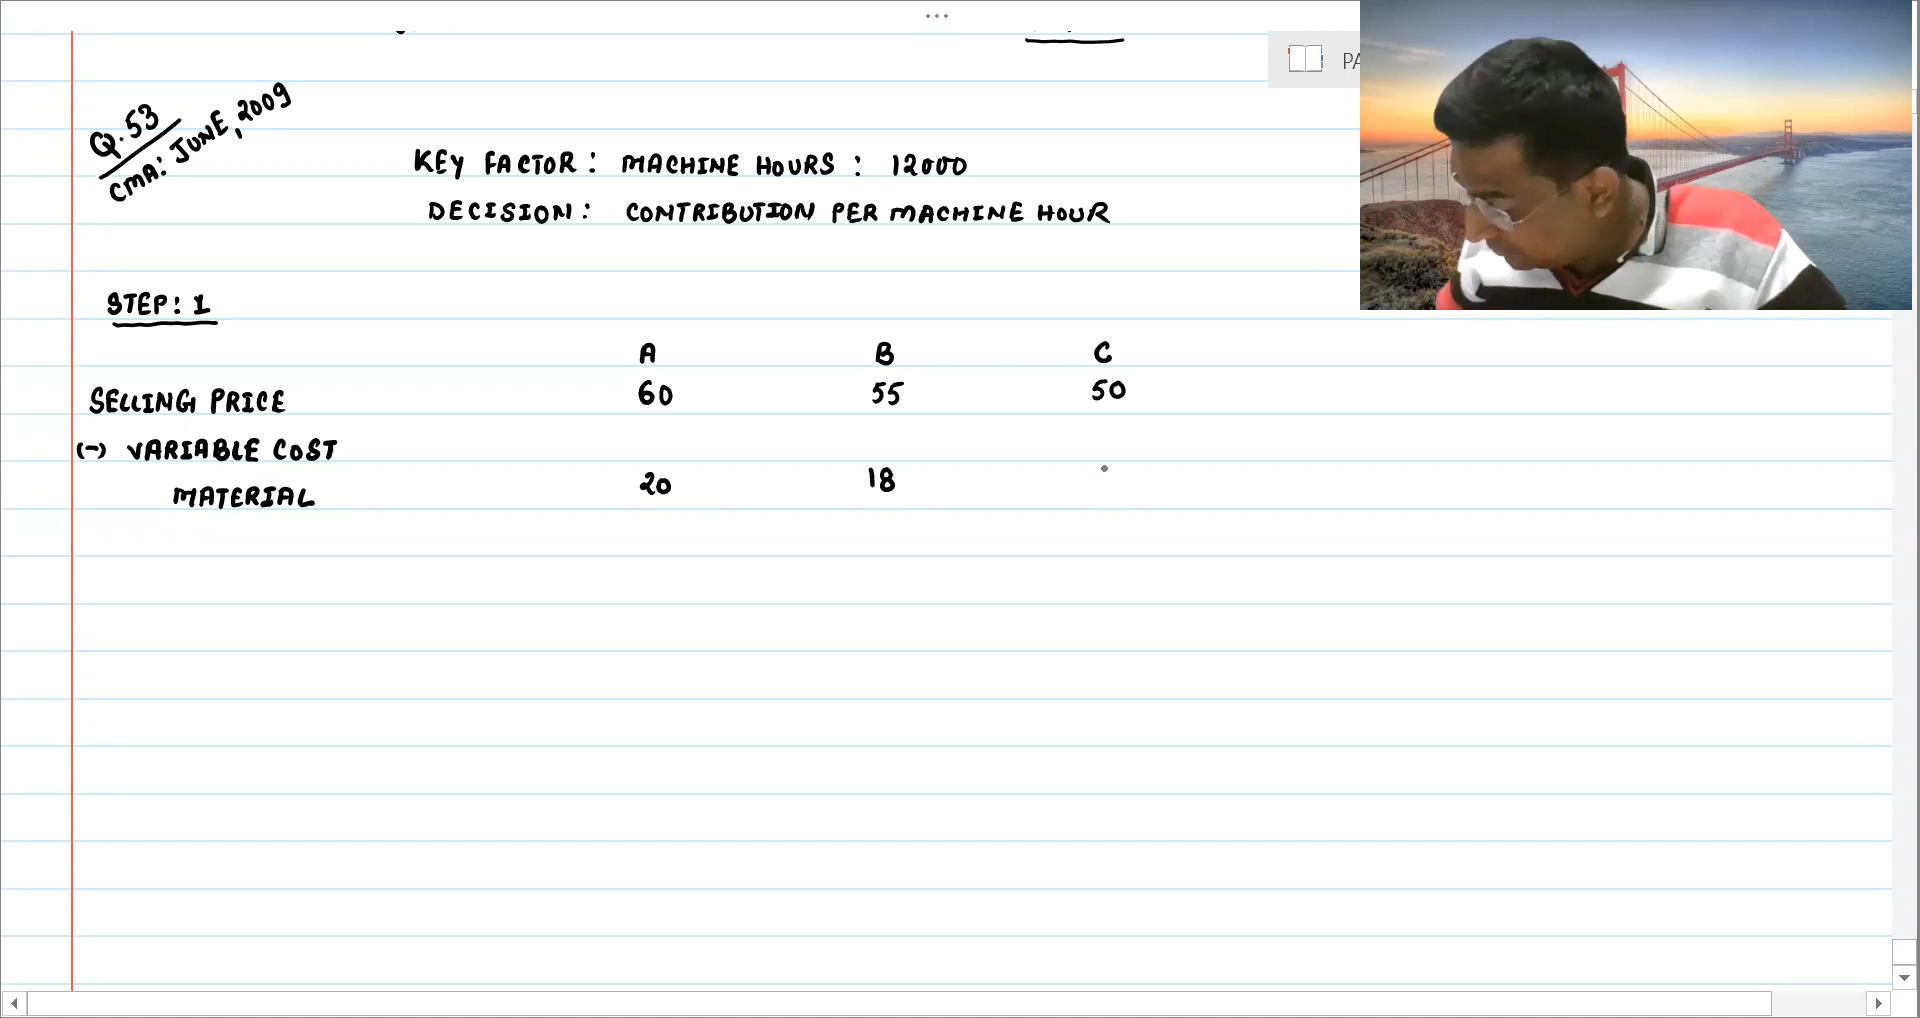 PA
Q.53
CMA: JUNE, 2009
KEY FACTOR: MACHINE HOURS: 12000
DECISION: CONTRIBUTION PER MACHINE HOUR
STEP: 1
A B C
SELLING PRICE 60 55 50
(-) VARIABLE COST
MATERIAL 20 18